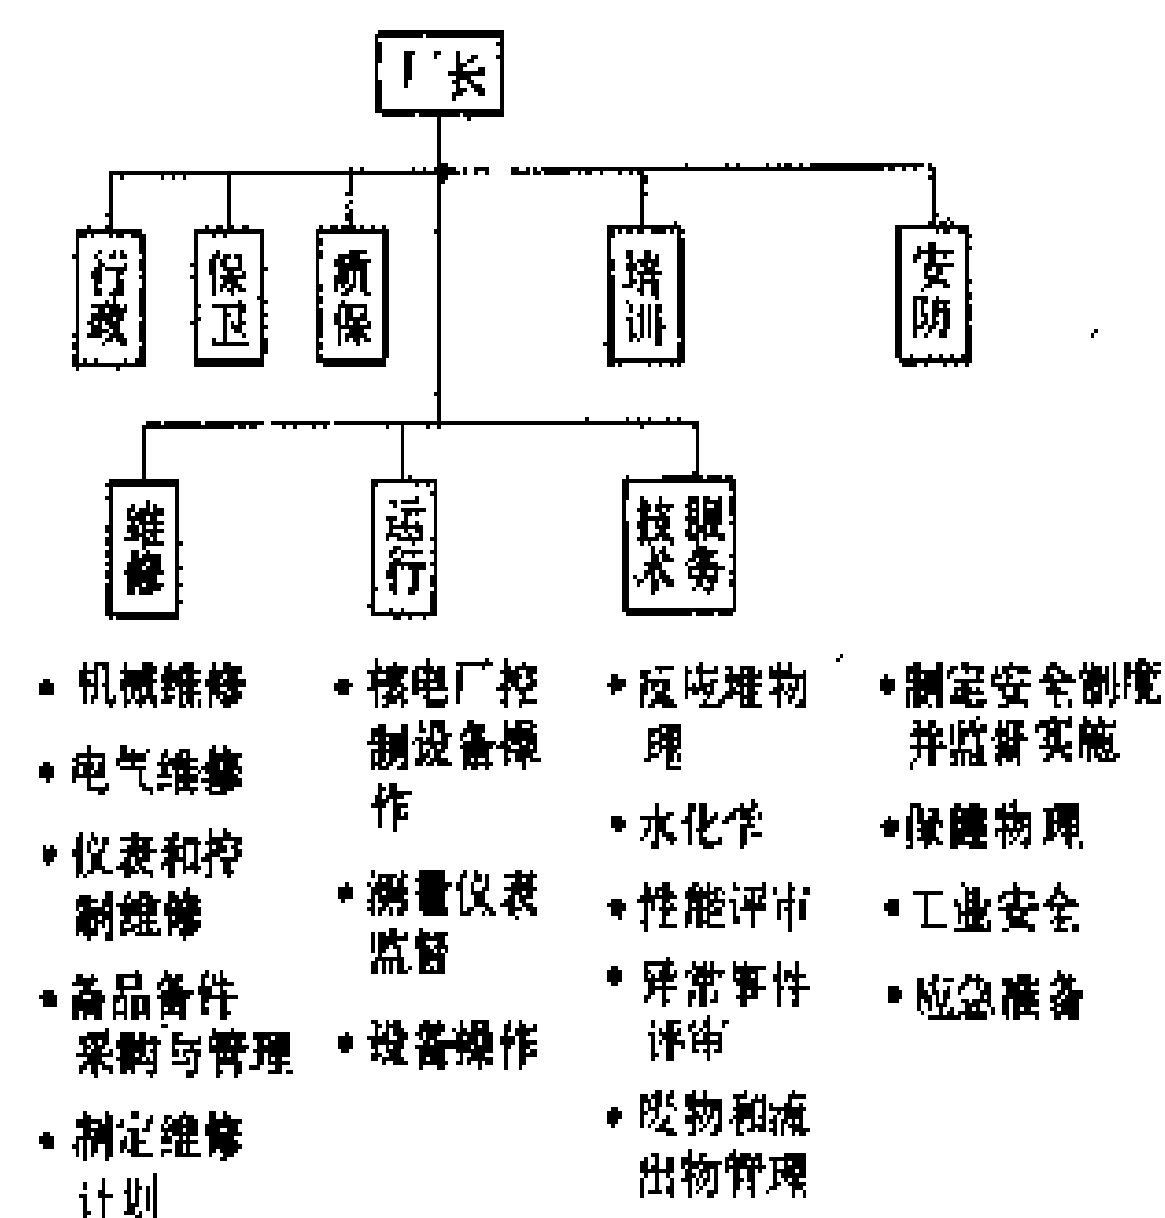 厂长
行政
保卫
质保
培训
安防
维修
运行
技术
服务
• 机械维修
• 电气维修
• 仪表和控
制维修
• 备品备件
采购与管理
• 制定维修
计划
• 核电厂控
制设备操
作
• 测量仪表
监督
• 设备操作
• 反应堆物
理
• 水化学
• 性能评审
• 异常事件
评审
• 废物和流
出物管理
• 制定安全制度
并监督实施
• 保健物理
• 工业安全
• 应急准备